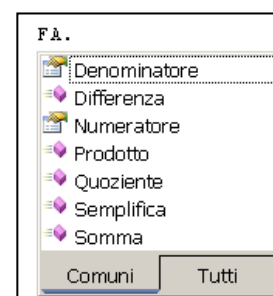 FA.
Denominatore
Differenza
Numeratore
Prodotto
Quoziente
Semplifica
Somma
Comuni Tutti